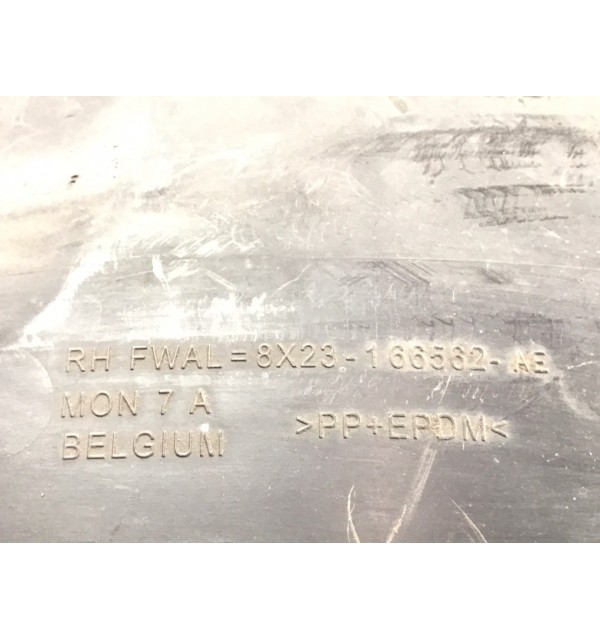 RH FWAL=8X23-166562-AE
MON 7 A
BELGIUM >PP+EPDM<